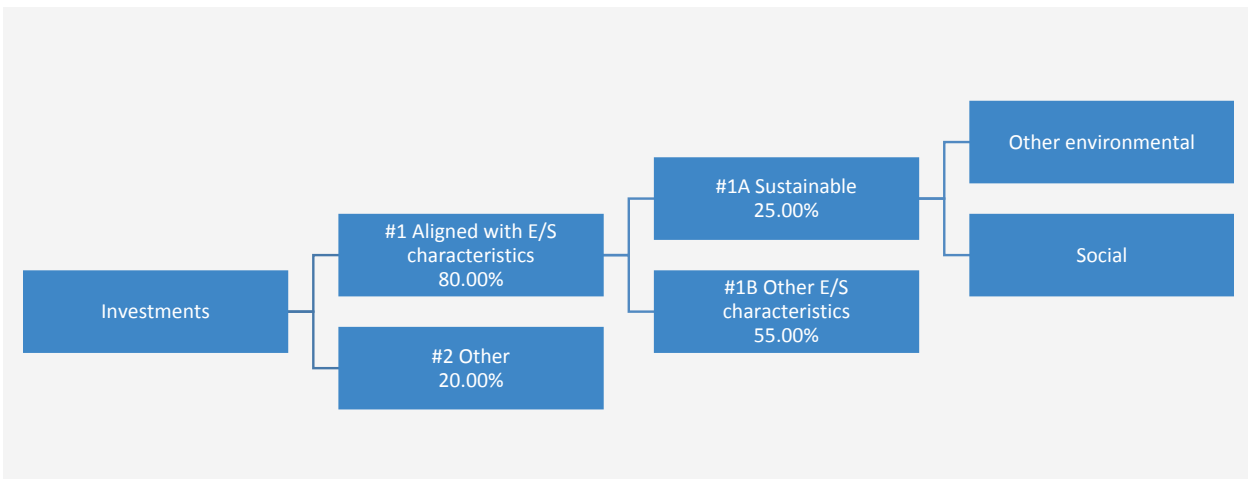 Investments
#1 Aligned with E/S
characteristics
80.00%
#2 Other
20.00%
#1A Sustainable
25.00%
#1B Other E/S
characteristics
55.00%
Other environmental
Social